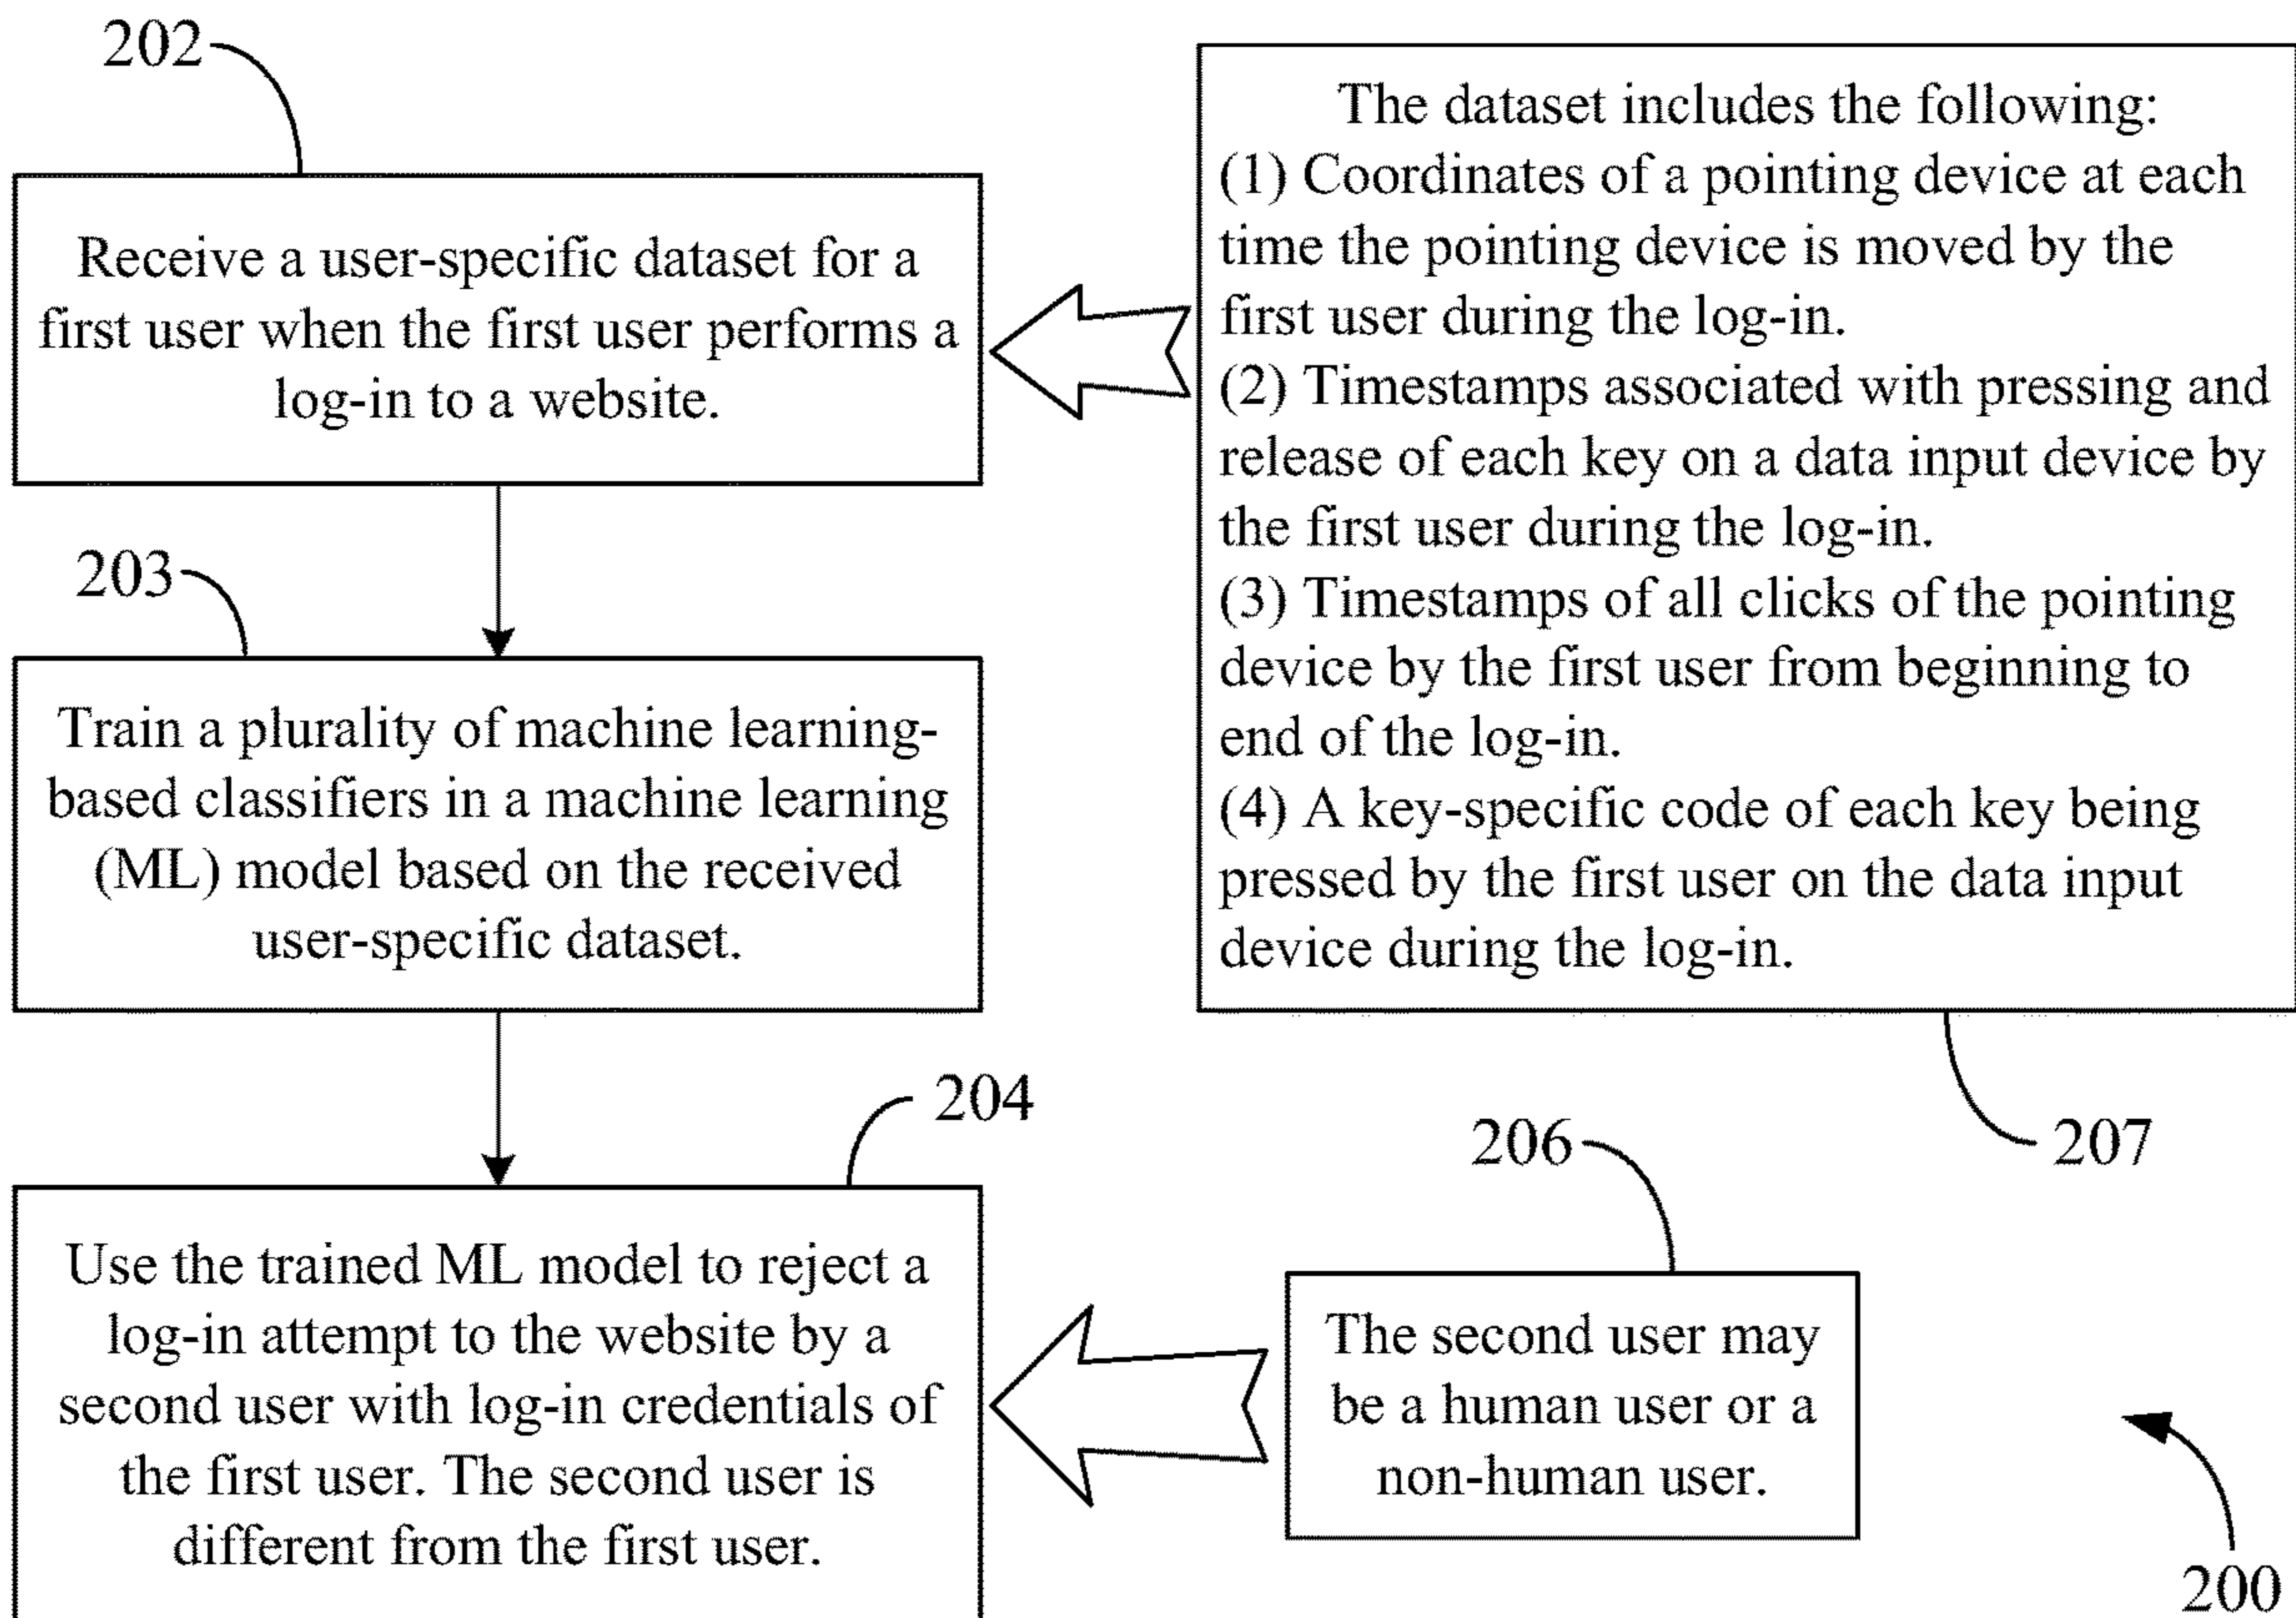 202
Receive a user-specific dataset for a
first user when the first user performs a
log-in to a website.
The dataset includes the following:
(1) Coordinates of a pointing device at each
time the pointing device is moved by the
first user during the log-in.
(2) Timestamps associated with pressing and
release of each key on a data input device by
the first user during the log-in.
(3) Timestamps of all clicks of the pointing
device by the first user from beginning to
end of the log-in.
(4) A key-specific code of each key being
pressed by the first user on the data input
device during the log-in.
207
203
Train a plurality of machine learning-
based classifiers in a machine learning
(ML) model based on the received
user-specific dataset.
204
Use the trained ML model to reject a
log-in attempt to the website by a
second user with log-in credentials of
the first user. The second user is
different from the first user.
206
The second user may
be a human user or a
non-human user.
200